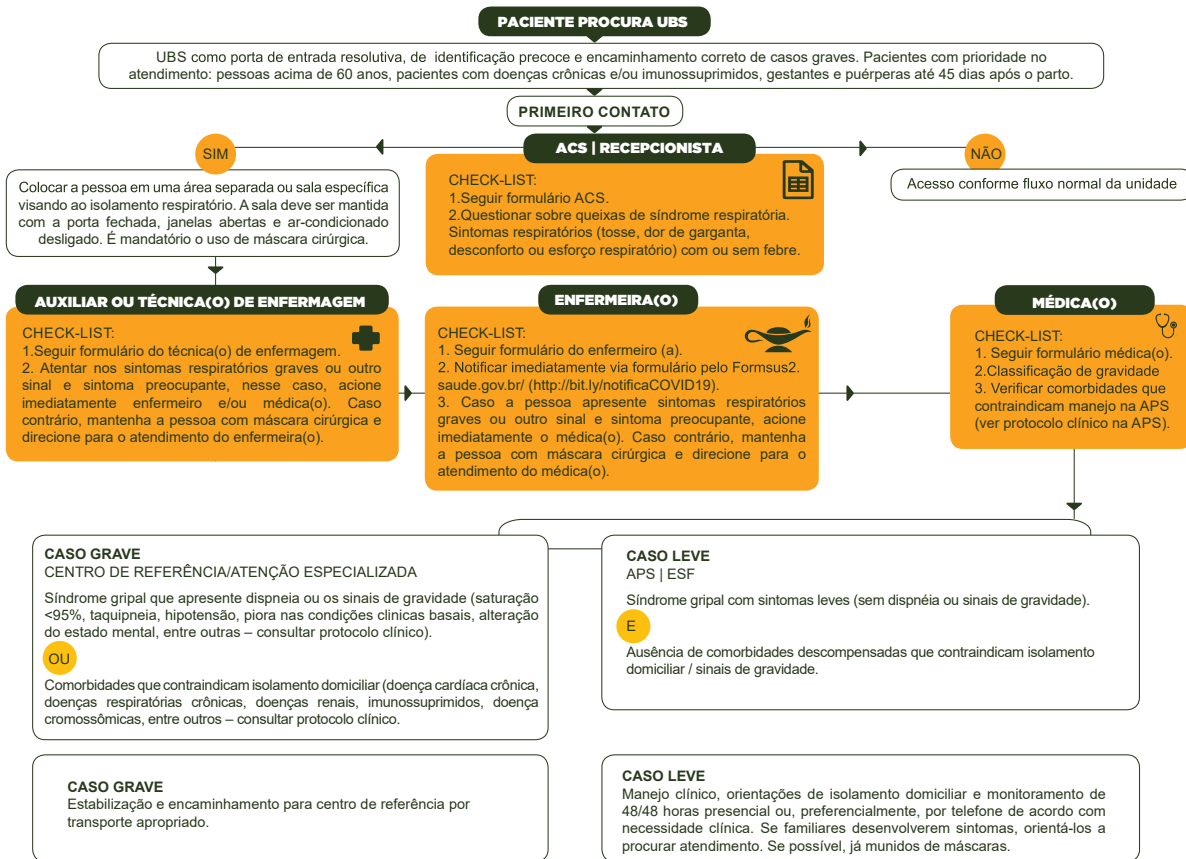 PACIENTE PROCURA UBS
UBS como porta de entrada resolutiva, de identificação precoce e encaminhamento correto de casos graves. Pacientes com prioridade no
atendimento: pessoas acima de 60 anos, pacientes com doenças crônicas e/ou imunossuprimidos, gestantes e puérperas até 45 dias após o parto.
PRIMEIRO CONTATO
SIM
Colocar a pessoa em uma área separada ou sala específica
visando ao isolamento respiratório. A sala deve ser mantida
com a porta fechada, janelas abertas e ar-condicionado
desligado. É mandatório o uso de máscara cirúrgica.
ACS | RECEPCIONISTA
CHECK-LIST:
1.Seguir formulário ACS.
2.Questionar sobre queixas de síndrome respiratória.
Sintomas respiratórios (tosse, dor de garganta,
desconforto ou esforço respiratório) com ou sem febre.
NÃO
Acesso conforme fluxo normal da unidade
AUXILIAR OU TÉCNICA(O) DE ENFERMAGEM
CHECK-LIST:
1.Seguir formulário do técnica(o) de enfermagem.
2. Atentar nos sintomas respiratórios graves ou outro
sinal e sintoma preocupante, nesse caso, acione
imediatamente enfermeiro e/ou médica(o). Caso
contrário, mantenha a pessoa com máscara cirúrgica e
direcione para o atendimento do enfermeira(o).
ENFERMEIRA(O)
CHECK-LIST:
1. Seguir formulário do enfermeiro (a).
2. Notificar imediatamente via formulário pelo Formsus2.
saude.gov.br/ (http://bit.ly/notificaCOVID19).
3. Caso a pessoa apresente sintomas respiratórios
graves ou outro sinal e sintoma preocupante, acione
imediatamente o médica(o). Caso contrário, mantenha
a pessoa com máscara cirúrgica e direcione para o
atendimento do médica(o).
MÉDICA(O)
CHECK-LIST:
1. Seguir formulário médica(o).
2.Classificação de gravidade
3. Verificar comorbidades que
contraindicam manejo na APS
(ver protocolo clínico na APS).
CASO GRAVE
CENTRO DE REFERÊNCIA/ATENÇÃO ESPECIALIZADA
Síndrome gripal que apresente dispneia ou os sinais de gravidade (saturação
<95%, taquipneia, hipotensão, piora nas condições clinicas basais, alteração
do estado mental, entre outras – consultar protocolo clínico).
OU
Comorbidades que contraindicam isolamento domiciliar (doença cardíaca crônica,
doenças respiratórias crônicas, doenças renais, imunossuprimidos, doença
cromossômicas, entre outros – consultar protocolo clínico.
CASO LEVE
APS | ESF
Síndrome gripal com sintomas leves (sem dispnéia ou sinais de gravidade).
E
Ausência de comorbidades descompensadas que contraindicam isolamento
domiciliar / sinais de gravidade.
CASO GRAVE
Estabilização e encaminhamento para centro de referência por
transporte apropriado.
CASO LEVE
Manejo clínico, orientações de isolamento domiciliar e monitoramento de
48/48 horas presencial ou, preferencialmente, por telefone de acordo com
necessidade clínica. Se familiares desenvolverem sintomas, orientá-los a
procurar atendimento. Se possível, já munidos de máscaras.